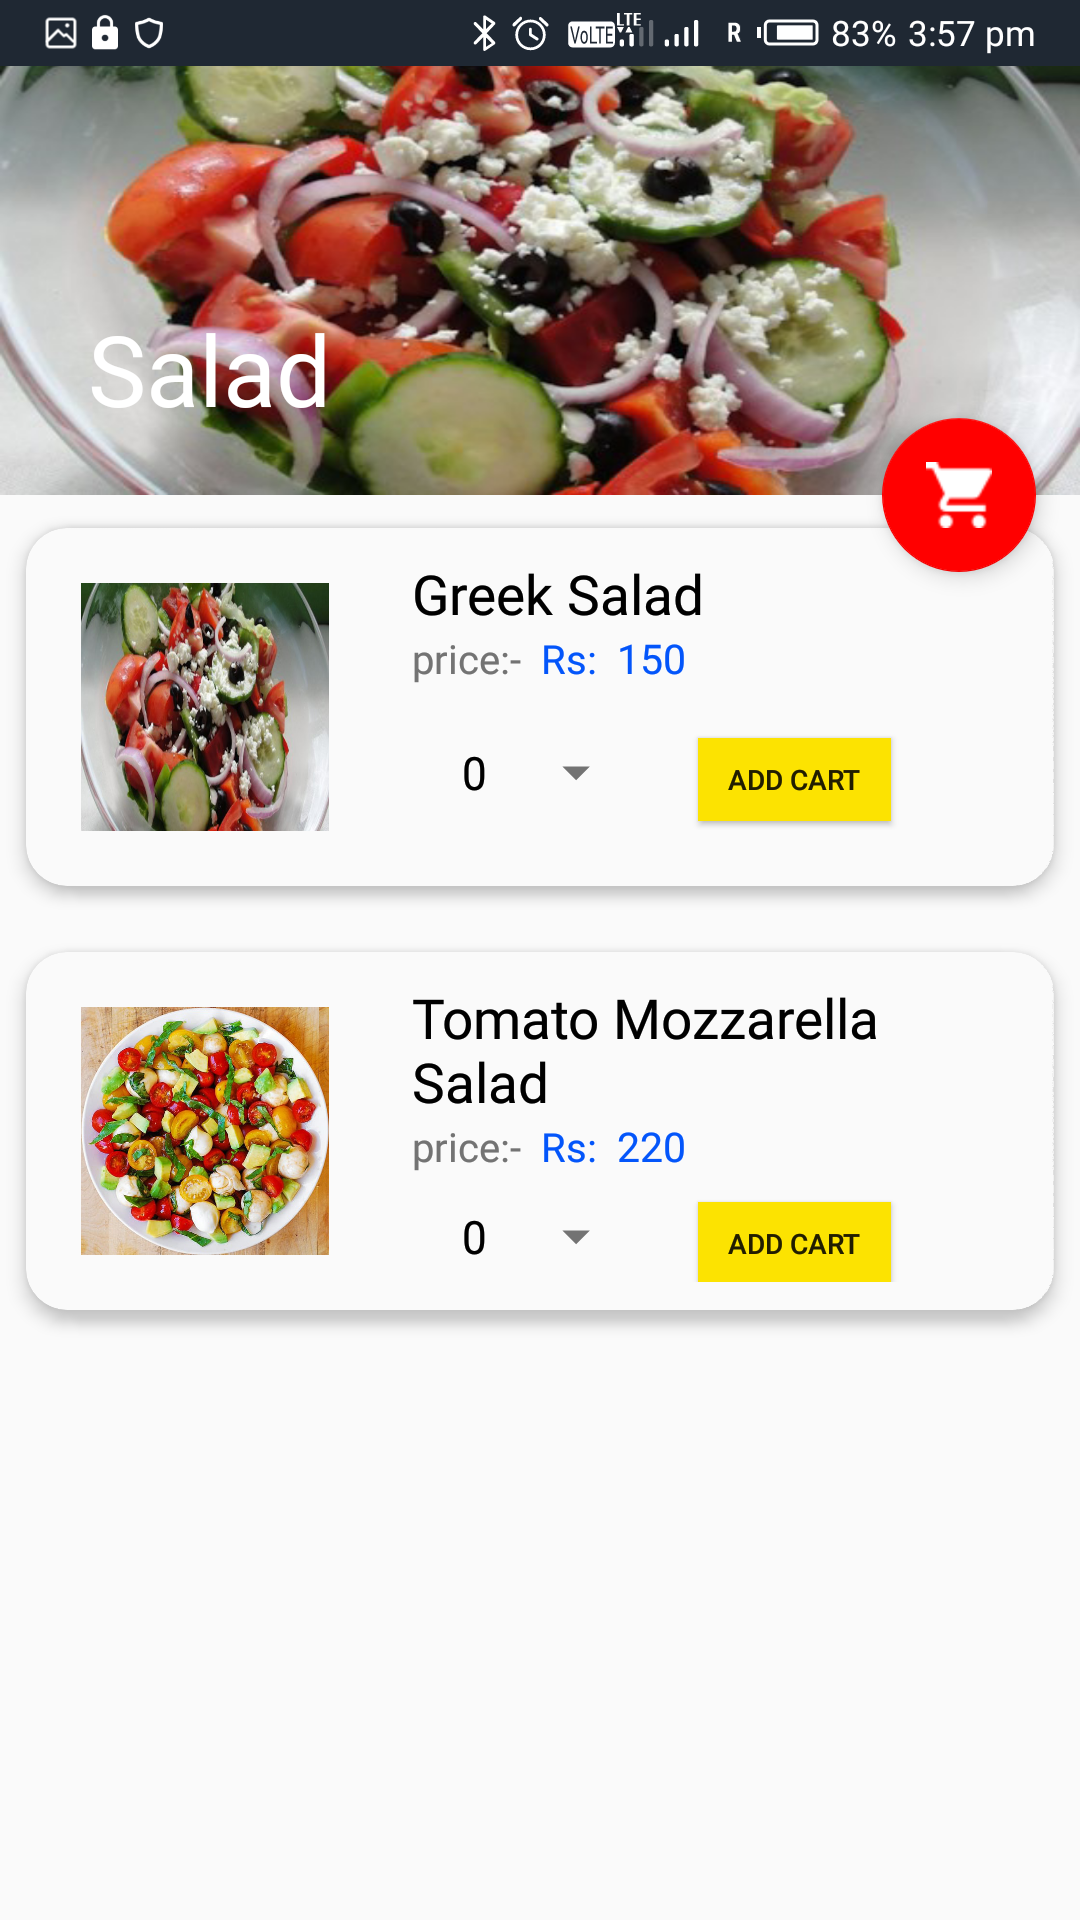 VoLTE LTE R 83% 3:57 pm
Salad
Greek Salad
price:- Rs: 150
0 ADD CART
Tomato Mozzarella
Salad
price:- Rs: 220
0 ADD CART